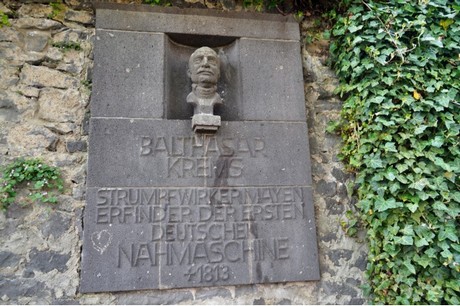 BALTHASAR
KREMS
STRUMPFWIRKER MAYEN
ERFINDER DER ERSTEN
DEUTSCHEN
NÄHMASCHINE
+1813